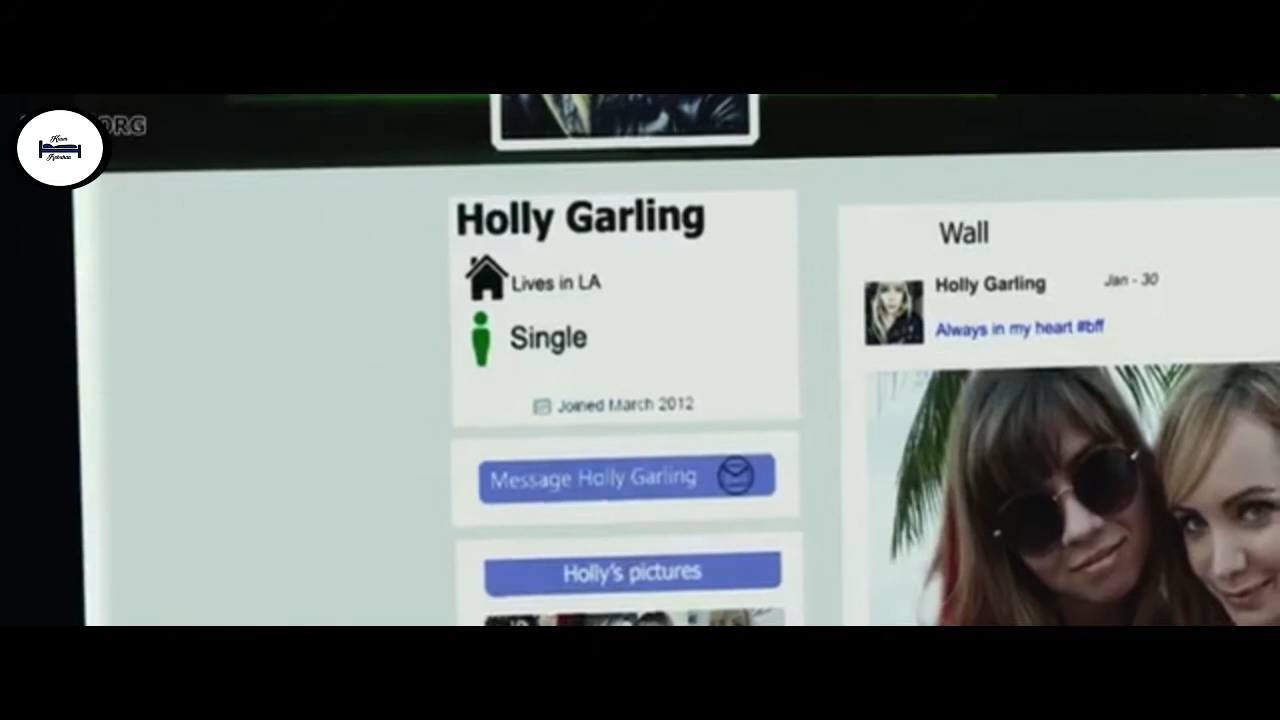 ORG
Holly Garling
Lives in LA
Single
Joined March 2012
Message Holly Garling
Holly's pictures
Wall
Holly Garling
Jan - 30
Always in my heart #bff